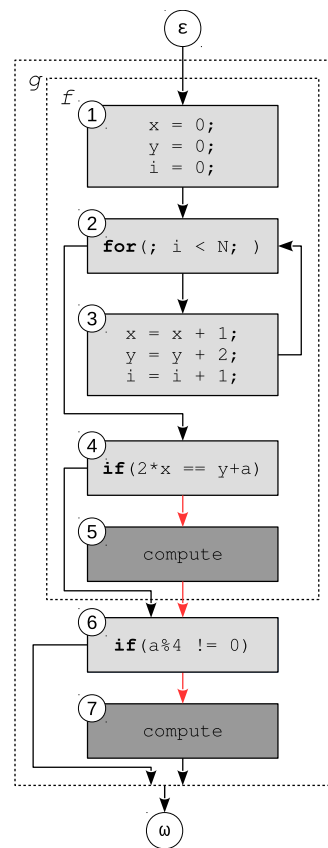 ε
g
f
1
x = 0;
y = 0;
i = 0;
2
for(; i < N; )
3
x = x + 1;
y = y + 2;
i = i + 1;
4
if(2*x == y+a)
5
compute
6
if(a%4 != 0)
7
compute
ω